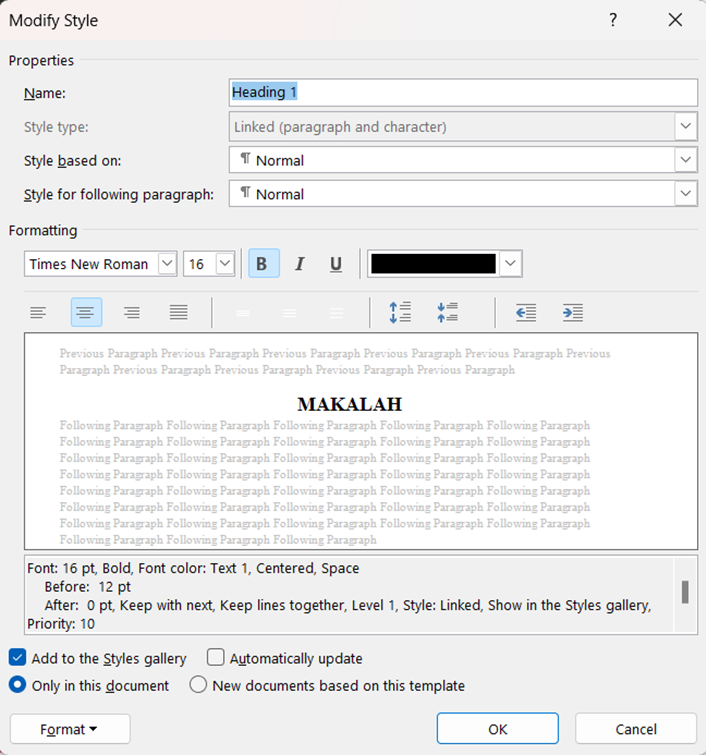 Modify Style ?
Properties
Name: Heading 1
Style type: Linked (paragraph and character)
Style based on: ¶ Normal
Style for following paragraph: ¶ Normal
Formatting
Times New Roman 16 B I U
Previous Paragraph Previous Paragraph Previous Paragraph Previous Paragraph Previous Paragraph Previous
Paragraph Previous Paragraph Previous Paragraph Previous Paragraph Previous Paragraph
MAKALAH
Following Paragraph Following Paragraph Following Paragraph Following Paragraph Following Paragraph
Following Paragraph Following Paragraph Following Paragraph Following Paragraph Following Paragraph
Following Paragraph Following Paragraph Following Paragraph Following Paragraph Following Paragraph
Following Paragraph Following Paragraph Following Paragraph Following Paragraph Following Paragraph
Following Paragraph Following Paragraph Following Paragraph Following Paragraph Following Paragraph
Following Paragraph Following Paragraph Following Paragraph Following Paragraph Following Paragraph
Following Paragraph Following Paragraph Following Paragraph Following Paragraph Following Paragraph
Following Paragraph Following Paragraph Following Paragraph
Font: 16 pt, Bold, Font color: Text 1, Centered, Space
Before: 12 pt
After: 0 pt, Keep with next, Keep lines together, Level 1, Style: Linked, Show in the Styles gallery,
Priority: 10
Add to the Styles gallery Automatically update
Only in this document New documents based on this template
Format OK Cancel